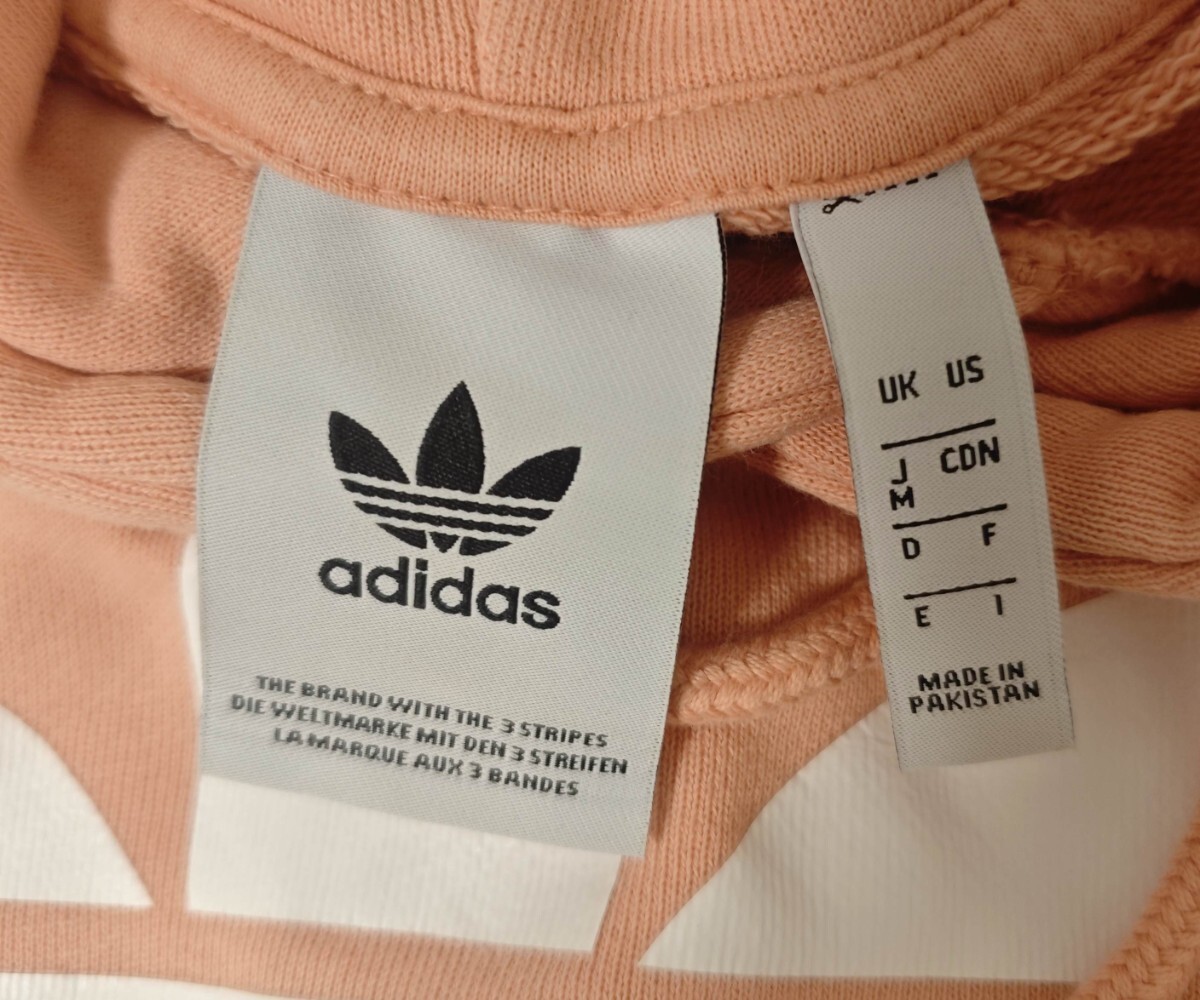 adidas
THE BRAND WITH THE 3 STRIPES
DIE WELTMARKE MIT DEN 3 STREIFEN
LA MARQUE AUX 3 BANDES
UK US
J CDN
M
D F
E I
MADE IN
PAKISTAN